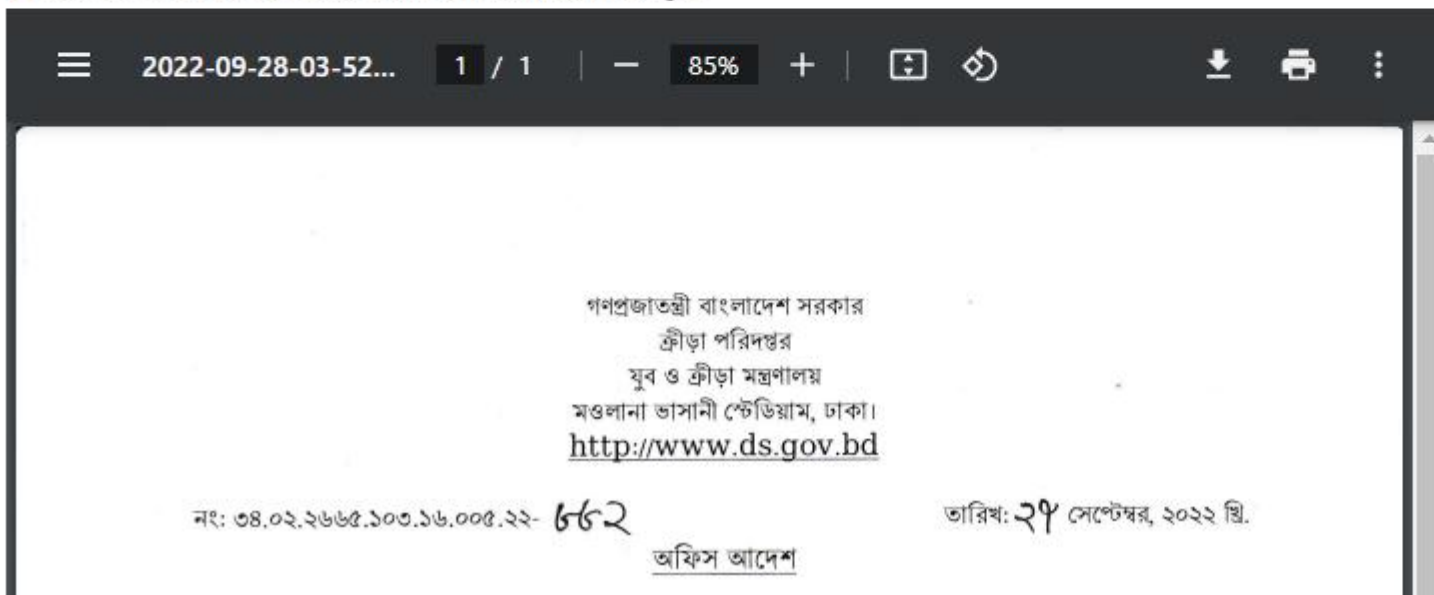 2022-09-28-03-52... 1 / 1 85%
গণপ্রজাতন্ত্রী বাংলাদেশ সরকার
ক্রীড়া পরিদপ্তর
যুব ও ক্রীড়া মন্ত্রণালয়
মওলানা ভাসানী স্টেডিয়াম, ঢাকা।
http://www.ds.gov.bd
নং: ৩৪.০২.২৬৬৫.১০৩.১৬.০০৫.২২- তারিখ: ২৭ সেপ্টেম্বর, ২০২২ খ্রি.
অফিস আদেশ